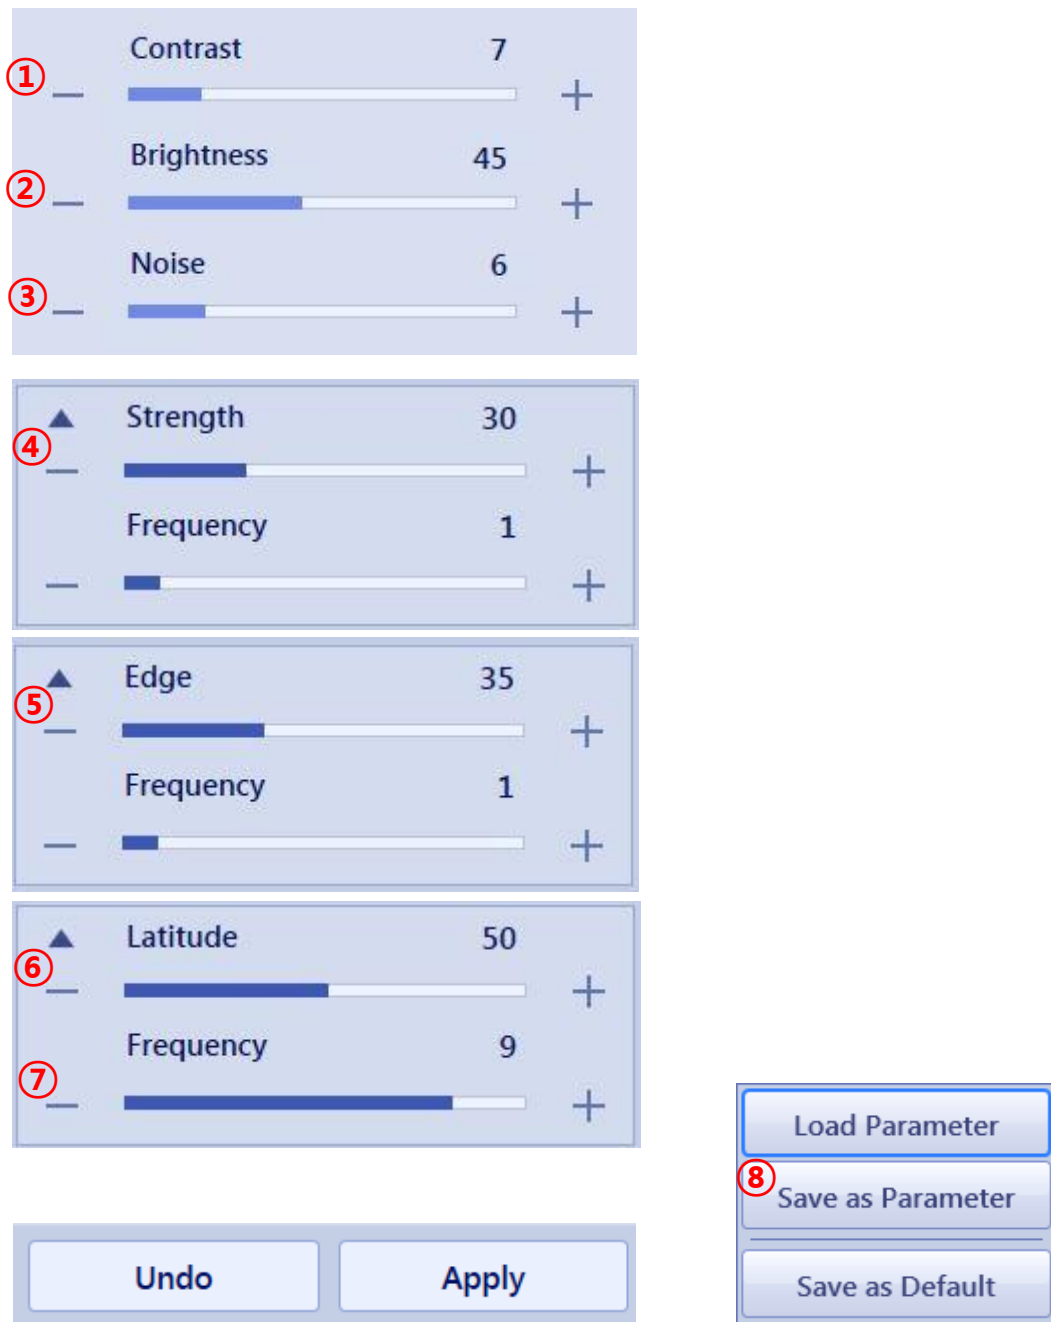 Contrast 7
① − +
Brightness 45
② − +
Noise 6
③ − +
Strength 30
④ − +
Frequency 1
− +
Edge 35
⑤ − +
Frequency 1
− +
Latitude 50
⑥ − +
Frequency 9
⑦ − +
Undo Apply
Load Parameter
⑧ Save as Parameter
Save as Default